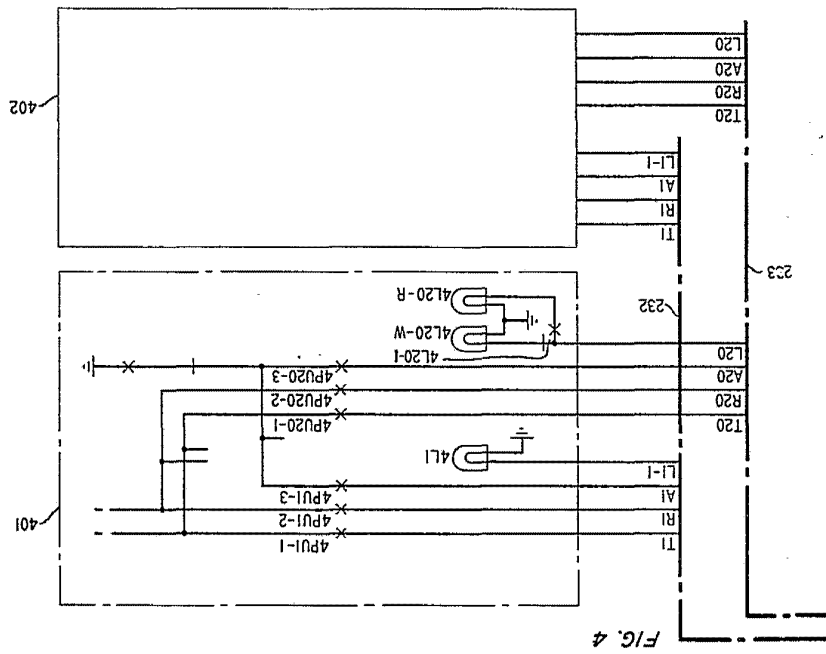 FIG. 4
T1
4PU1-1
R1
4PU1-2
401
A1
4PU1-3
L1-1
4L1
T20
4PU20-1
R20
4PU20-2
A20
4PU20-3
L20
4L20-1
4L20-W
4L20-R
232
233
T1
R1
A1
L1-1
T20
R20
A20
L20
402